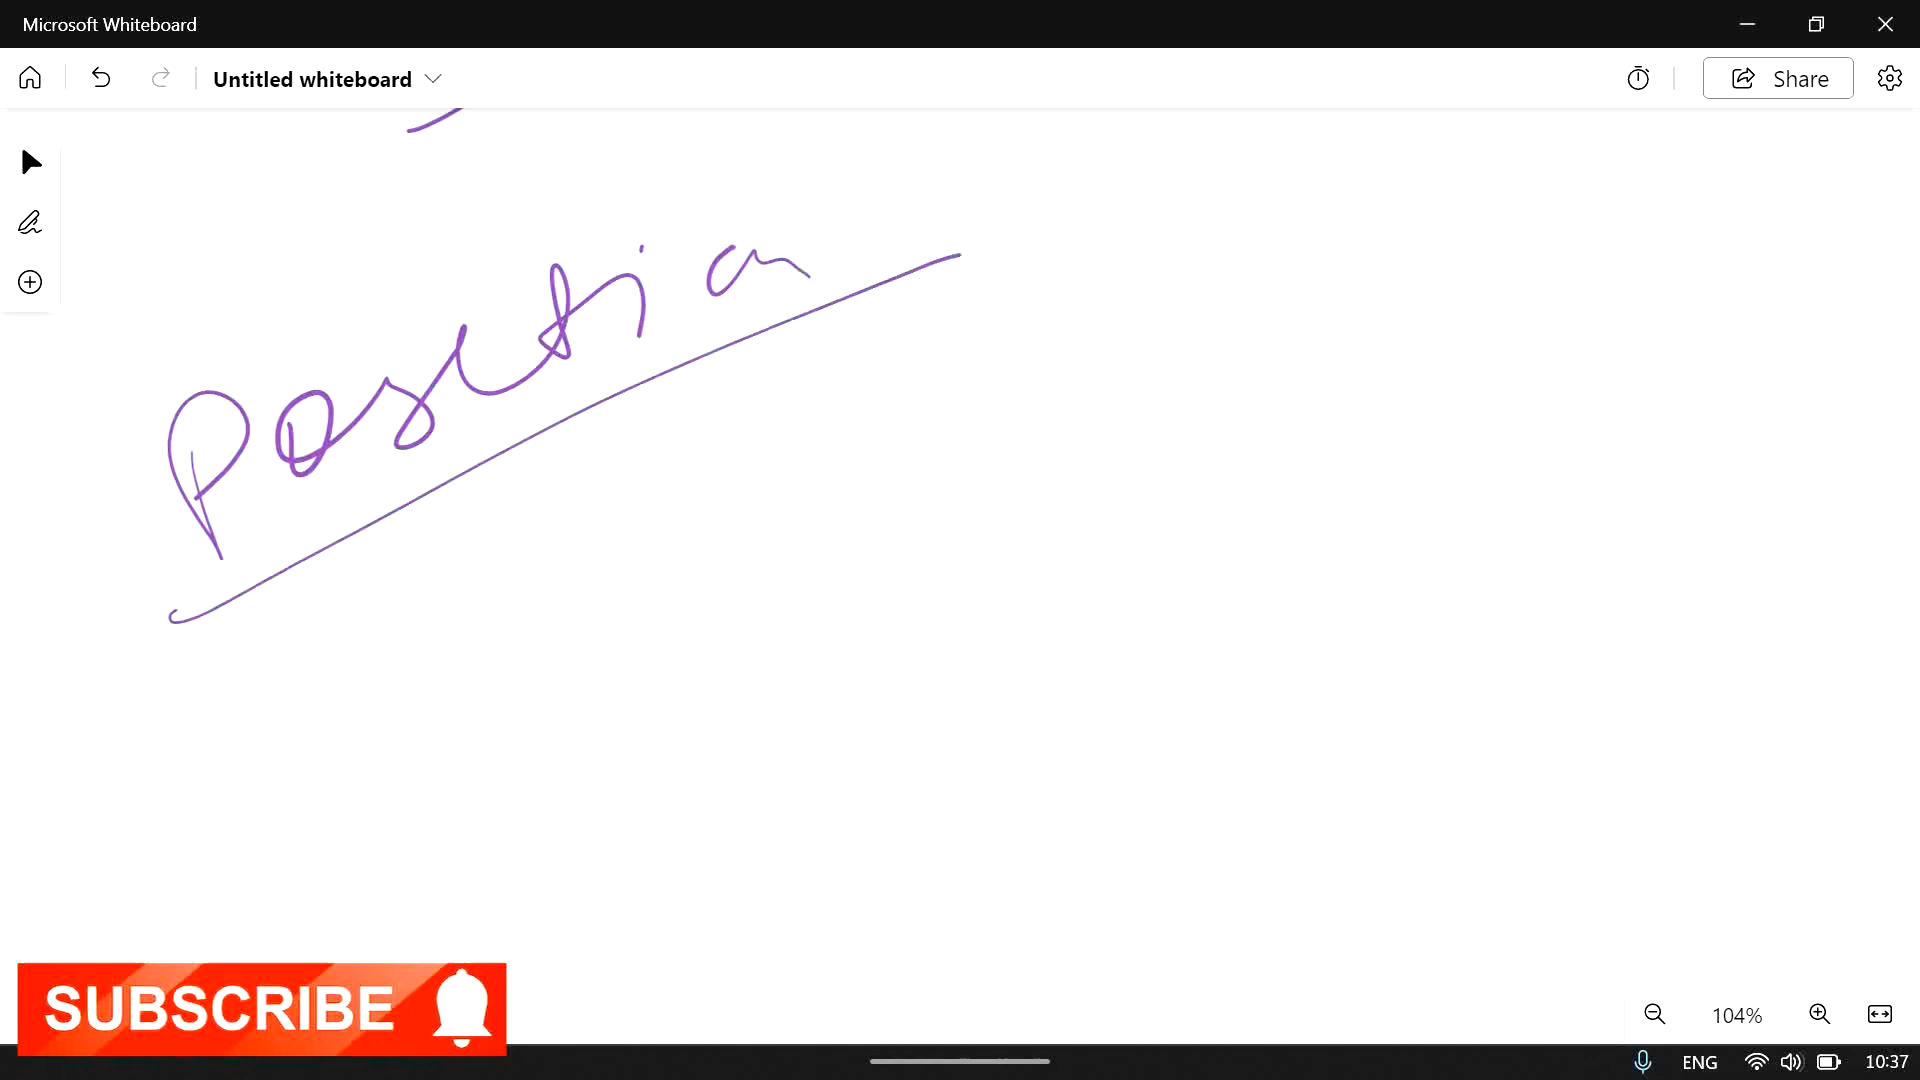 Microsoft Whiteboard
Untitled whiteboard
Share
Position
SUBSCRIBE
104%
ENG
10:37